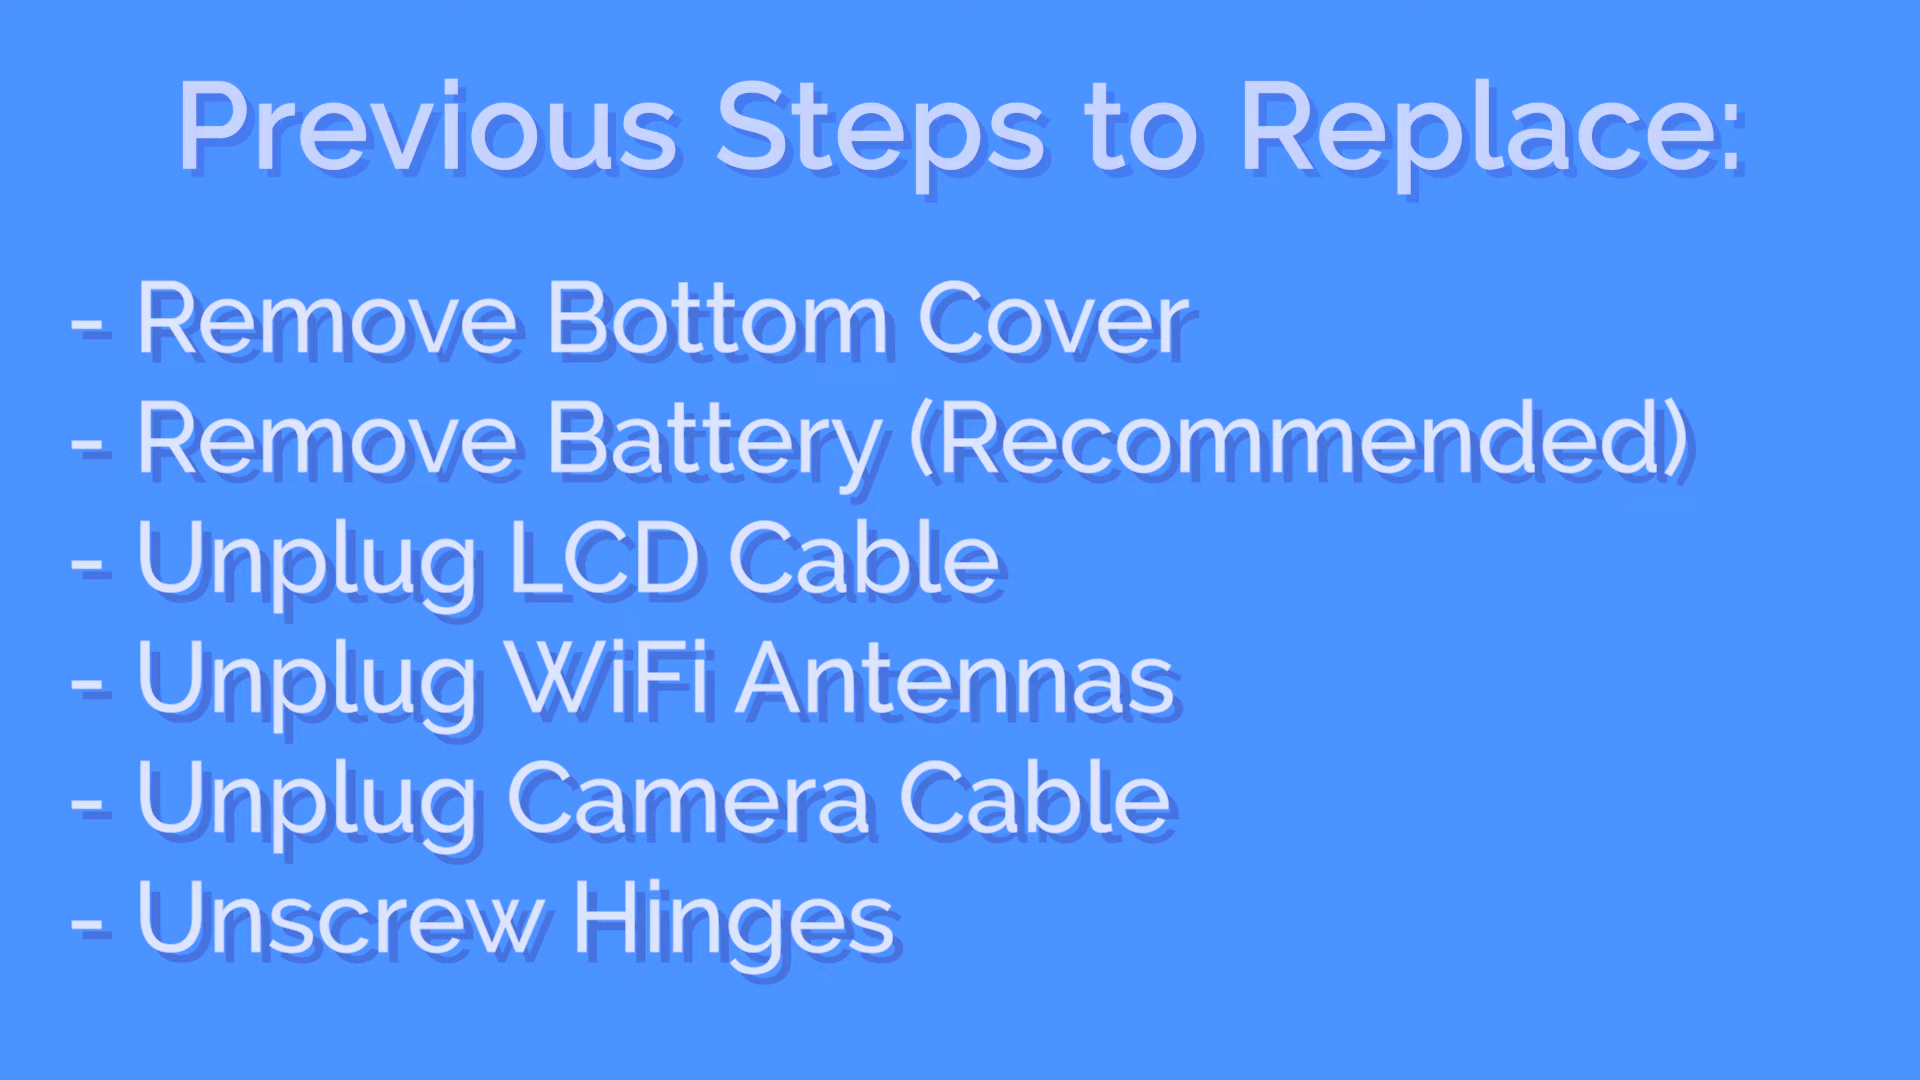 Previous Steps to Replace:
- Remove Bottom Cover
- Remove Battery (Recommended)
- Unplug LCD Cable
- Unplug WiFi Antennas
- Unplug Camera Cable
- Unscrew Hinges